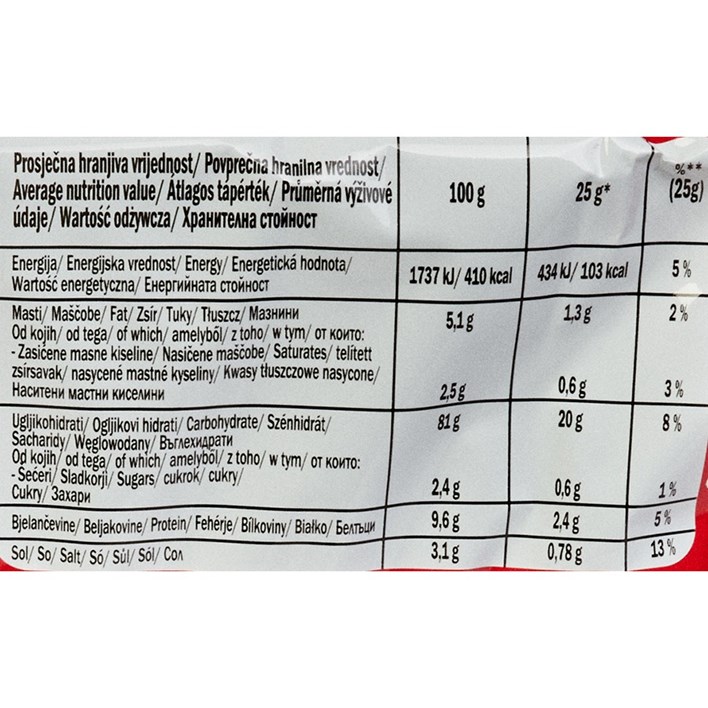 Prosječna hranjiva vrijednost/ Povprečna hranilna vrednost/
Average nutrition value/ Átlagos tápérték/ Průměrná výživové
údaje/ Wartość odżywcza/ Хранителна стойност
100 g
25 g*
%**
(25g)
Energija/ Energijska vrednost/ Energy/ Energetická hodnota/
Wartość energetyczna/ Енергийната стойност
1737 kJ/ 410 kcal
434 kJ/ 103 kcal
5 %
Masti/ Maščobe/ Fat/ Zsír/ Tuky/ Tłuszcz/ Мазнини
5,1 g
1,3 g
2 %
Od kojih/ od tega/ of which/ amelyből/ z toho/ w tym/ от които:
- Zasićene masne kiseline/ Nasičene maščobe/ Saturates/ telített
zsírsavak/ nasycené mastné kyseliny/ Kwasy tłuszczowe nasycone/
Наситени мастни киселини
2,5 g
0,6 g
3 %
Ugljikohidrati/ Ogljikovi hidrati/ Carbohydrate/ Szénhidrát/
81 g
20 g
8 %
Sacharidy/ Węglowodany/ Въглехидрати
Od kojih/ od tega/ of which/ amelyből/ z toho/ w tym/ от които:
- Šećeri/ Sladkorji/ Sugars/ cukrok/ cukry/
Cukry/ Захари
2,4 g
0,6 g
1 %
Bjelančevine/ Beljakovine/ Protein/ Fehérje/ Bílkoviny/ Białko/ Белтъци
9,6 g
2,4 g
5 %
Sol/ So/ Salt/ Só/ Sůl/ Sól/ Сол
3,1 g
0,78 g
13 %